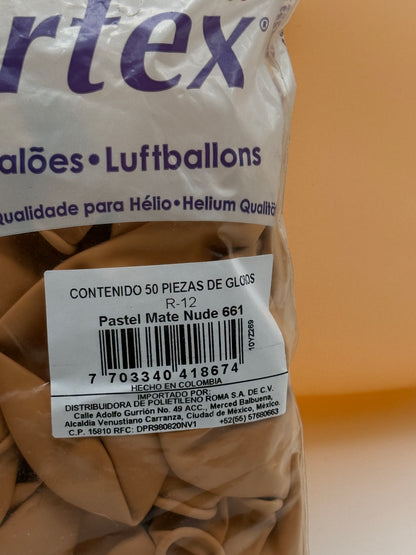 rtex®
alões • Luftballons
Qualidade para Hélio • Helium Qualitä
CONTENIDO 50 PIEZAS DE GLOBOS
R-12
Pastel Mate Nude 661
10YZ269
7 703340 418674
HECHO EN COLOMBIA
IMPORTADO POR:
DISTRIBUIDORA DE POLIETILENO ROMA S.A. DE C.V.
Calle Adolfo Gurrión No. 49 ACC., Merced Balbuena,
Alcaldia Venustiano Carranza, Ciudad de México, México.
C.P. 15810 RFC: DPR980820NV1 +52(55) 57680663